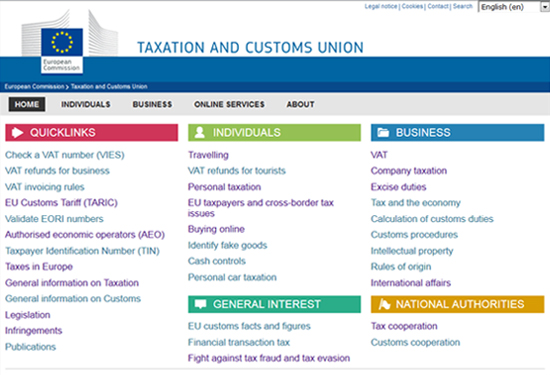 Legal notice | Cookies | Contact | Search English (en)
TAXATION AND CUSTOMS UNION
European
Commission
European Commission > Taxation and Customs Union
HOME INDIVIDUALS BUSINESS ONLINE SERVICES ABOUT
QUICKLINKS
Check a VAT number (VIES)
VAT refunds for business
VAT invoicing rules
EU Customs Tariff (TARIC)
Validate EORI numbers
Authorised economic operators (AEO)
Taxpayer Identification Number (TIN)
Taxes in Europe
General information on Taxation
General information on Customs
Legislation
Infringements
Publications
INDIVIDUALS
Travelling
VAT refunds for tourists
Personal taxation
EU taxpayers and cross-border tax
issues
Buying online
Identify fake goods
Cash controls
Personal car taxation
GENERAL INTEREST
EU customs facts and figures
Financial transaction tax
Fight against tax fraud and tax evasion
BUSINESS
VAT
Company taxation
Excise duties
Tax and the economy
Calculation of customs duties
Customs procedures
Intellectual property
Rules of origin
International affairs
NATIONAL AUTHORITIES
Tax cooperation
Customs cooperation